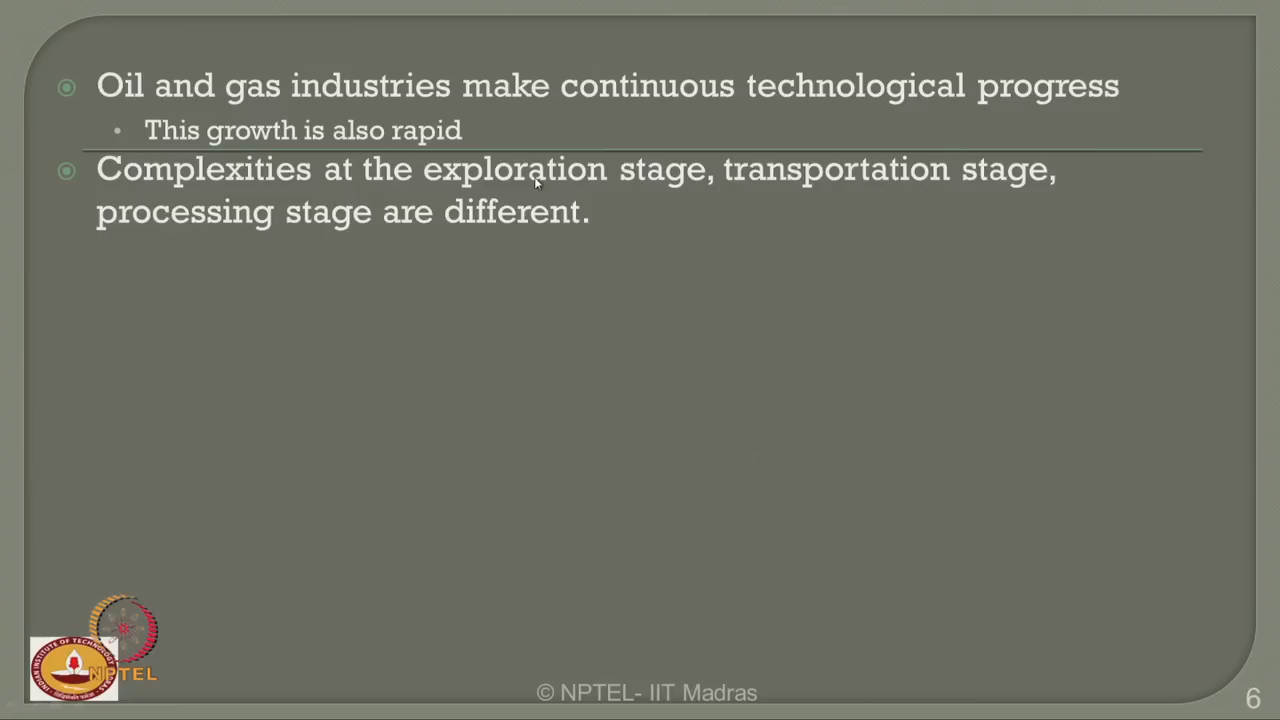 Oil and gas industries make continuous technological progress
This growth is also rapid
Complexities at the exploration stage, transportation stage,
processing stage are different.
NPTEL
© NPTEL- IIT Madras
6